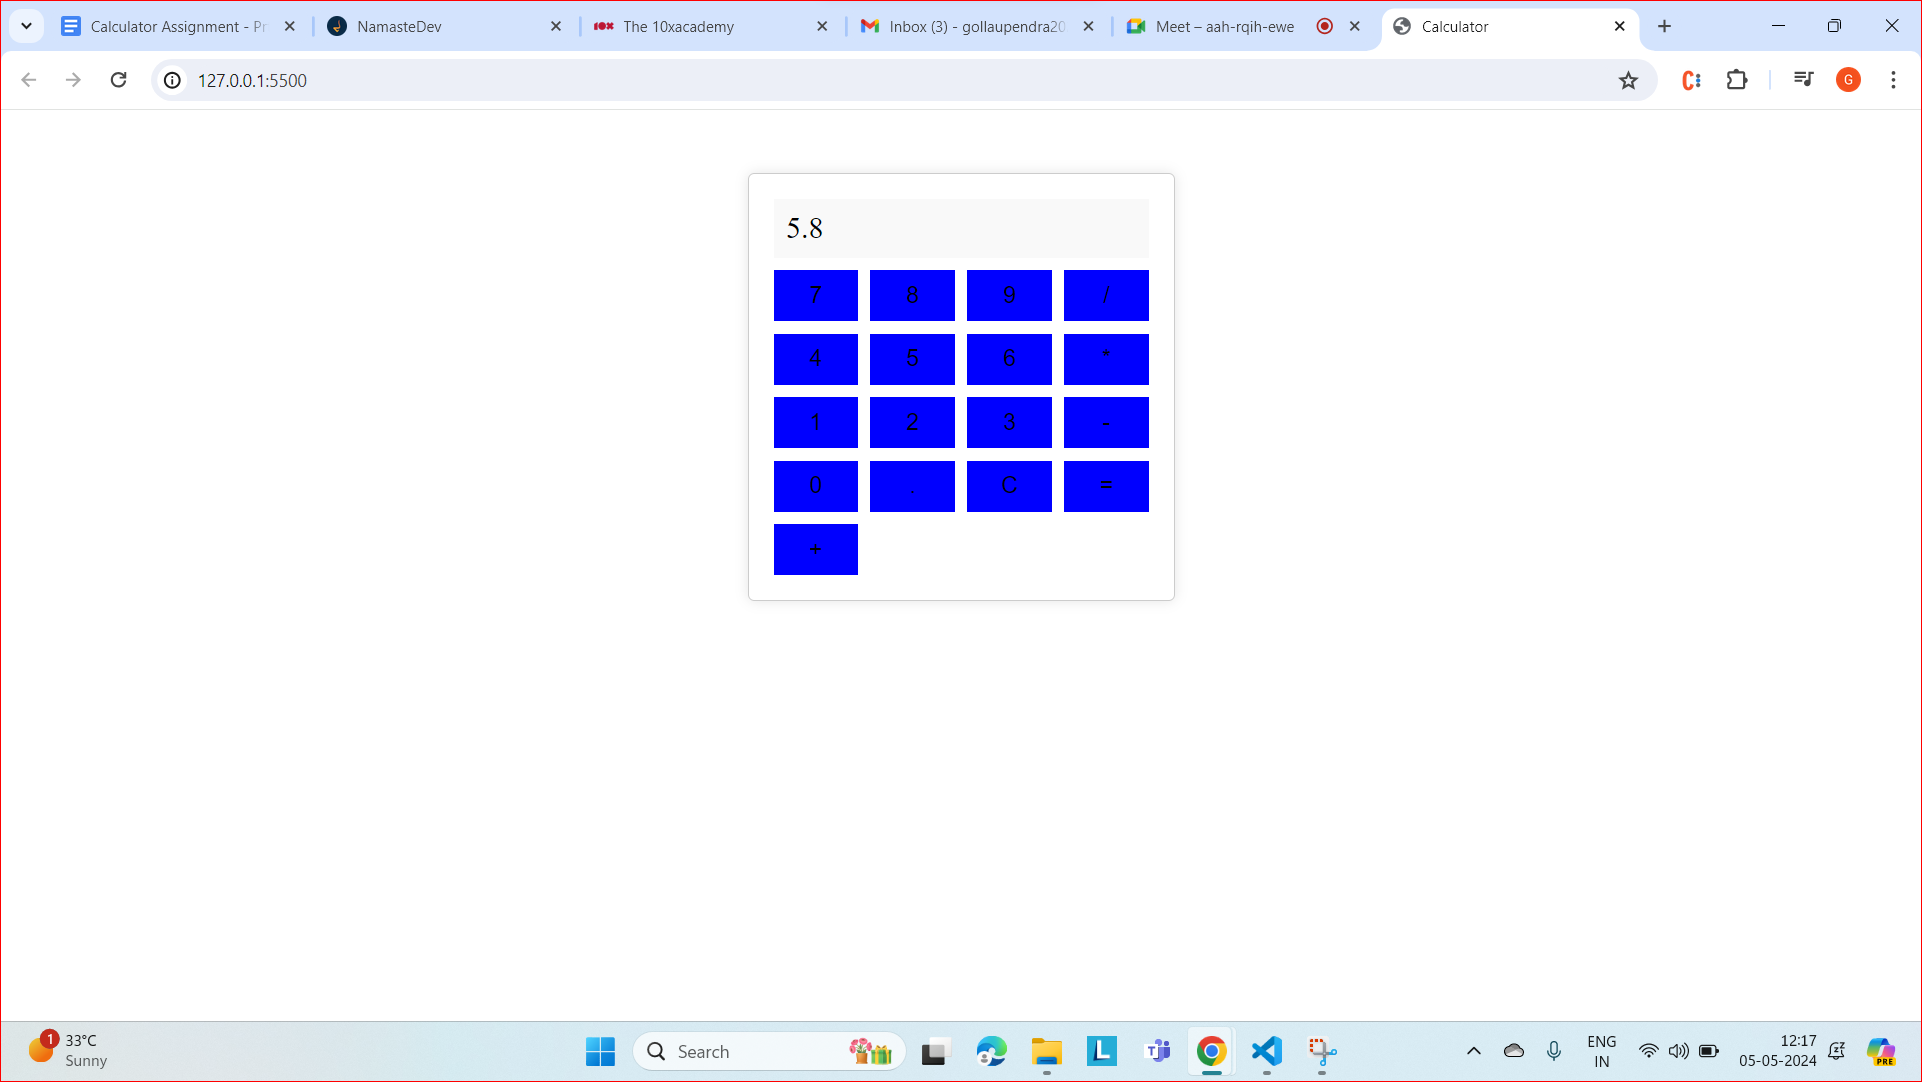 Calculator Assignment - Pr
NamasteDev
The 10xacademy
Inbox (3) - gollaupendra20
Meet – aah-rqih-ewe
Calculator
127.0.0.1:5500
G
5.8
7 8 9 /
4 5 6 *
1 2 3 -
0 . C =
+
1
33°C
Sunny
Search
L
ENG
IN
12:17
05-05-2024
PRE